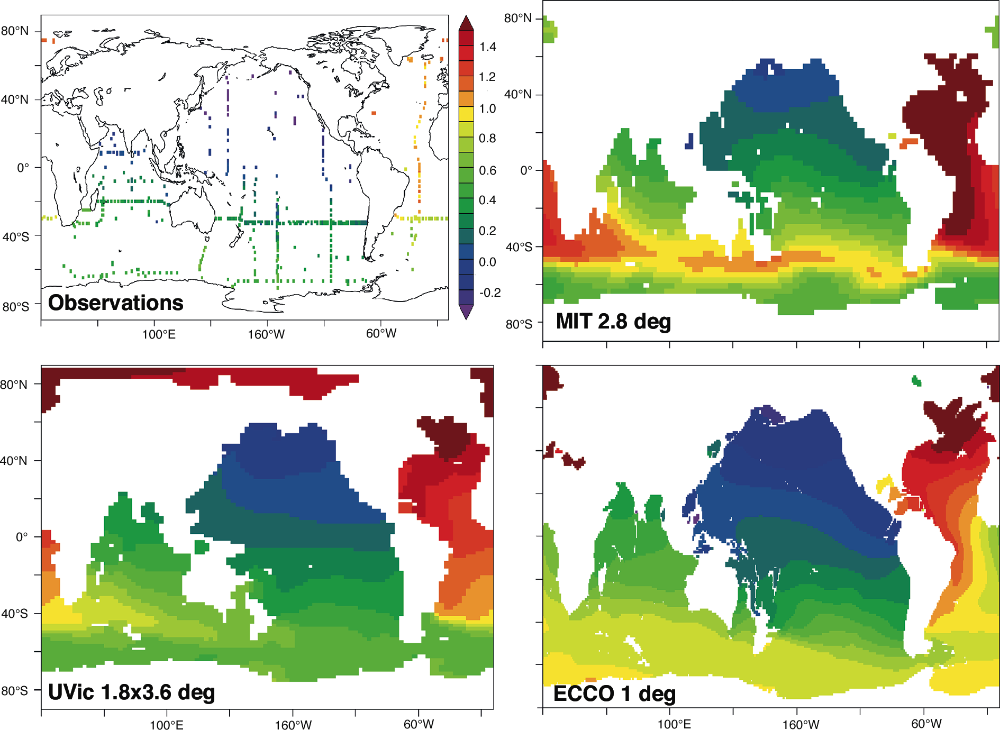 80°N
40°N
0°
40°S
80°S
100°E
160°W
60°W
Observations
1.4
1.2
1.0
0.8
0.6
0.4
0.2
0.0
-0.2
80°N
40°N
0°
40°S
80°S
MIT 2.8 deg
80°N
40°N
0°
40°S
80°S
UVic 1.8x3.6 deg
100°E
160°W
60°W
ECCO 1 deg
100°E
160°W
60°W